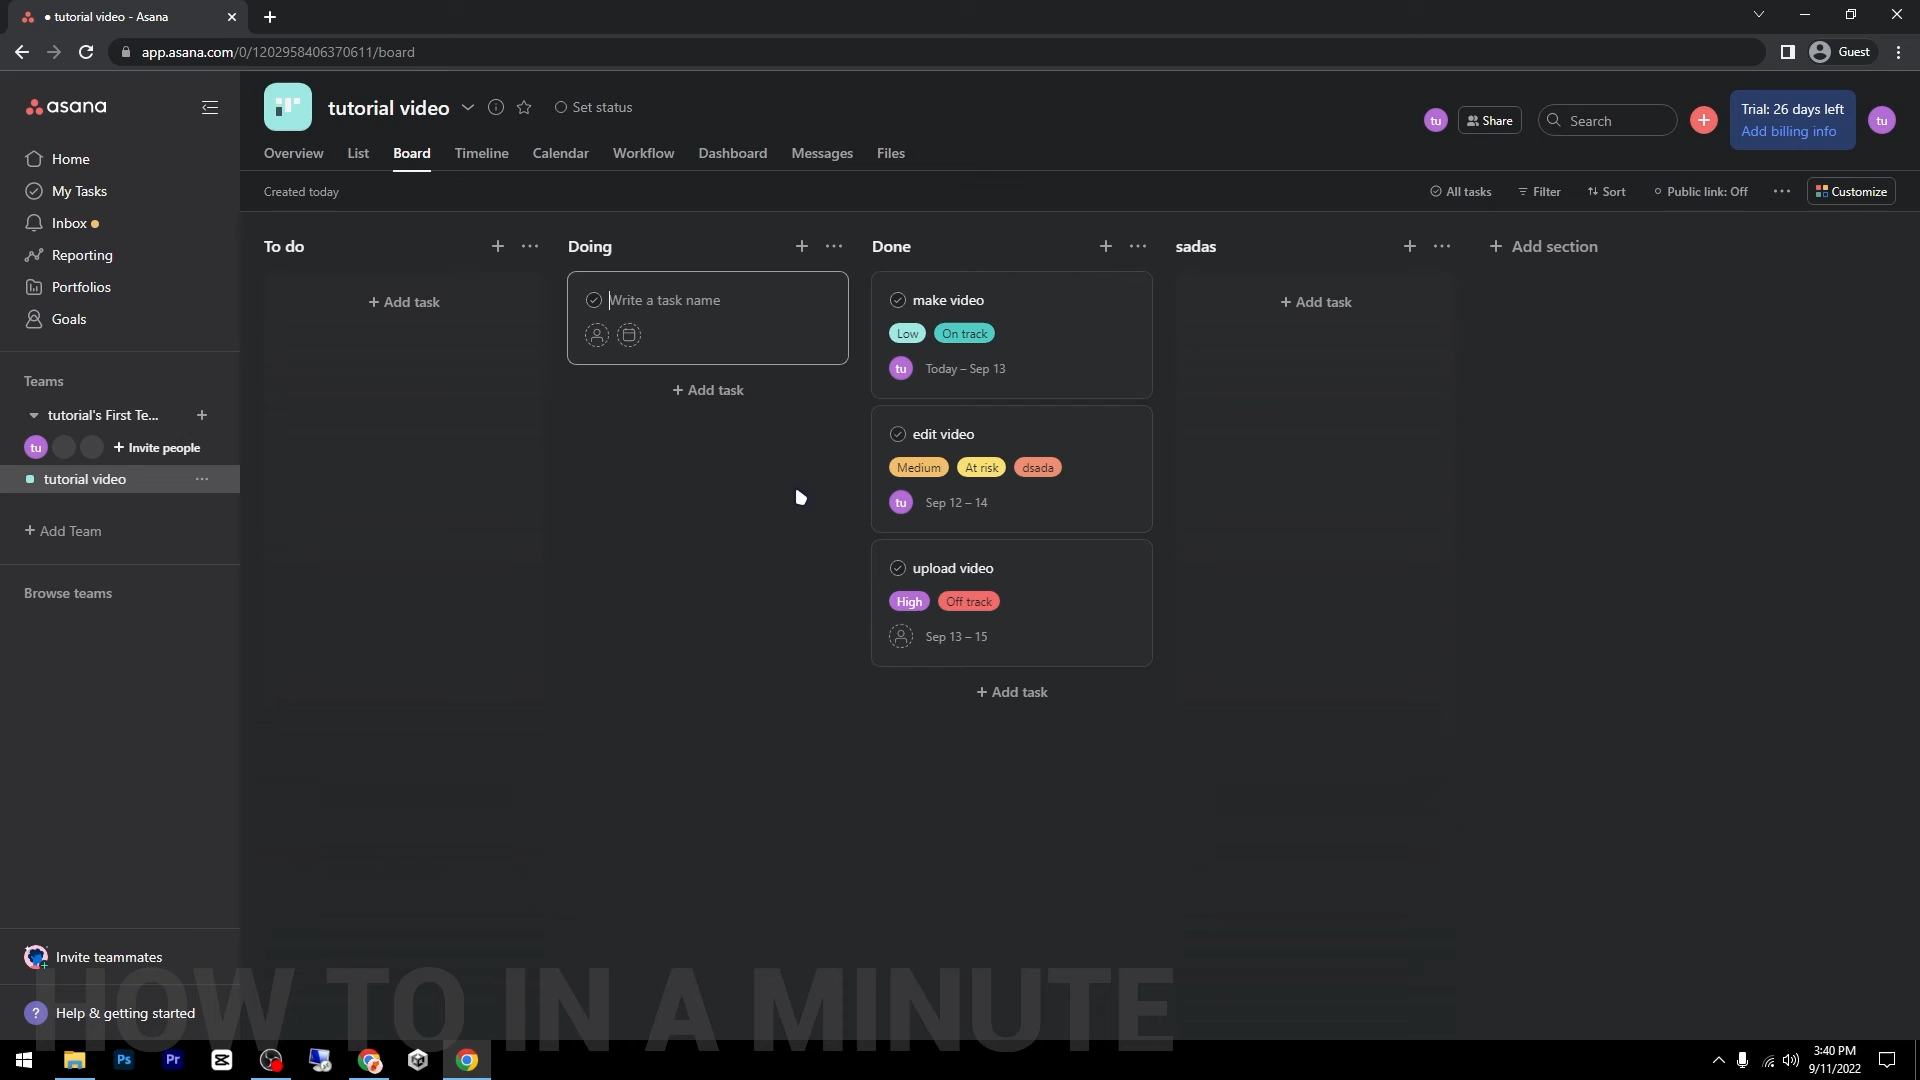 tutorial video - Asana
app.asana.com/0/1202958406370611/board
Guest
asana
Home
My Tasks
Inbox
Reporting
Portfolios
Goals
Teams
tutorial's First Te...
tu
+ Invite people
tutorial video
+ Add Team
Browse teams
Invite teammates
? Help & getting started
tutorial video
Set status
tu
Share
Search
Trial: 26 days left
Add billing info
tu
Overview
List
Board
Timeline
Calendar
Workflow
Dashboard
Messages
Files
Created today
All tasks
Filter
Sort
Public link: Off
Customize
To do
+ Add task
Doing
Write a task name
+ Add task
Done
make video
Low
On track
tu
Today – Sep 13
edit video
Medium
At risk
dsada
tu
Sep 12 – 14
upload video
High
Off track
Sep 13 – 15
+ Add task
sadas
+ Add task
+ Add section
HOW TO IN A MINUTE
Ps
Pr
3:40 PM
9/11/2022